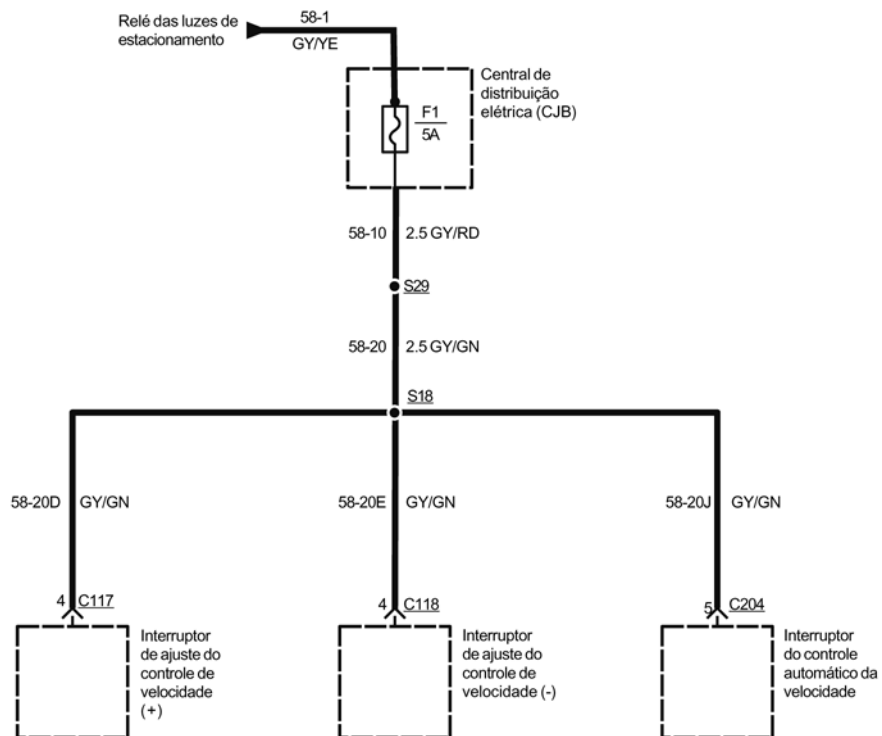 Relé das luzes de
estacionamento
58-1
GY/YE
Central de
distribuição
elétrica (CJB)
F1
5A
58-10
2.5 GY/RD
S29
58-20
2.5 GY/GN
S18
58-20D
GY/GN
58-20E
GY/GN
58-20J
GY/GN
4
C117
4
C118
5
C204
Interruptor
de ajuste do
controle de
velocidade
(+)
Interruptor
de ajuste do
controle de
velocidade (-)
Interruptor
do controle
automático da
velocidade